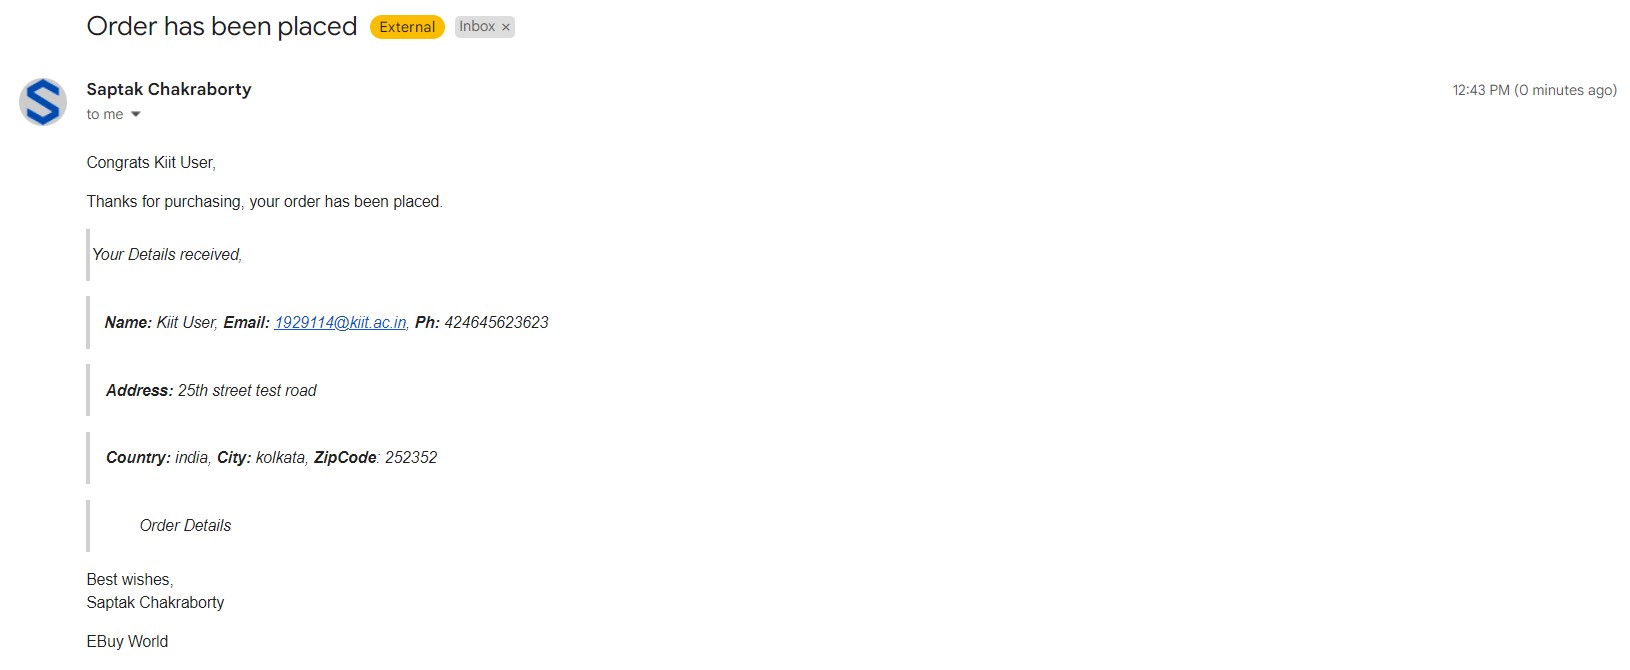 Order has been placed External Inbox ×
Saptak Chakraborty 12:43 PM (0 minutes ago)
to me
Congrats Kiit User,
Thanks for purchasing, your order has been placed.
Your Details received,
Name: Kiit User, Email: 1929114@kiit.ac.in, Ph: 424645623623
Address: 25th street test road
Country: india, City: kolkata, ZipCode: 252352
Order Details
Best wishes,
Saptak Chakraborty
EBuy World